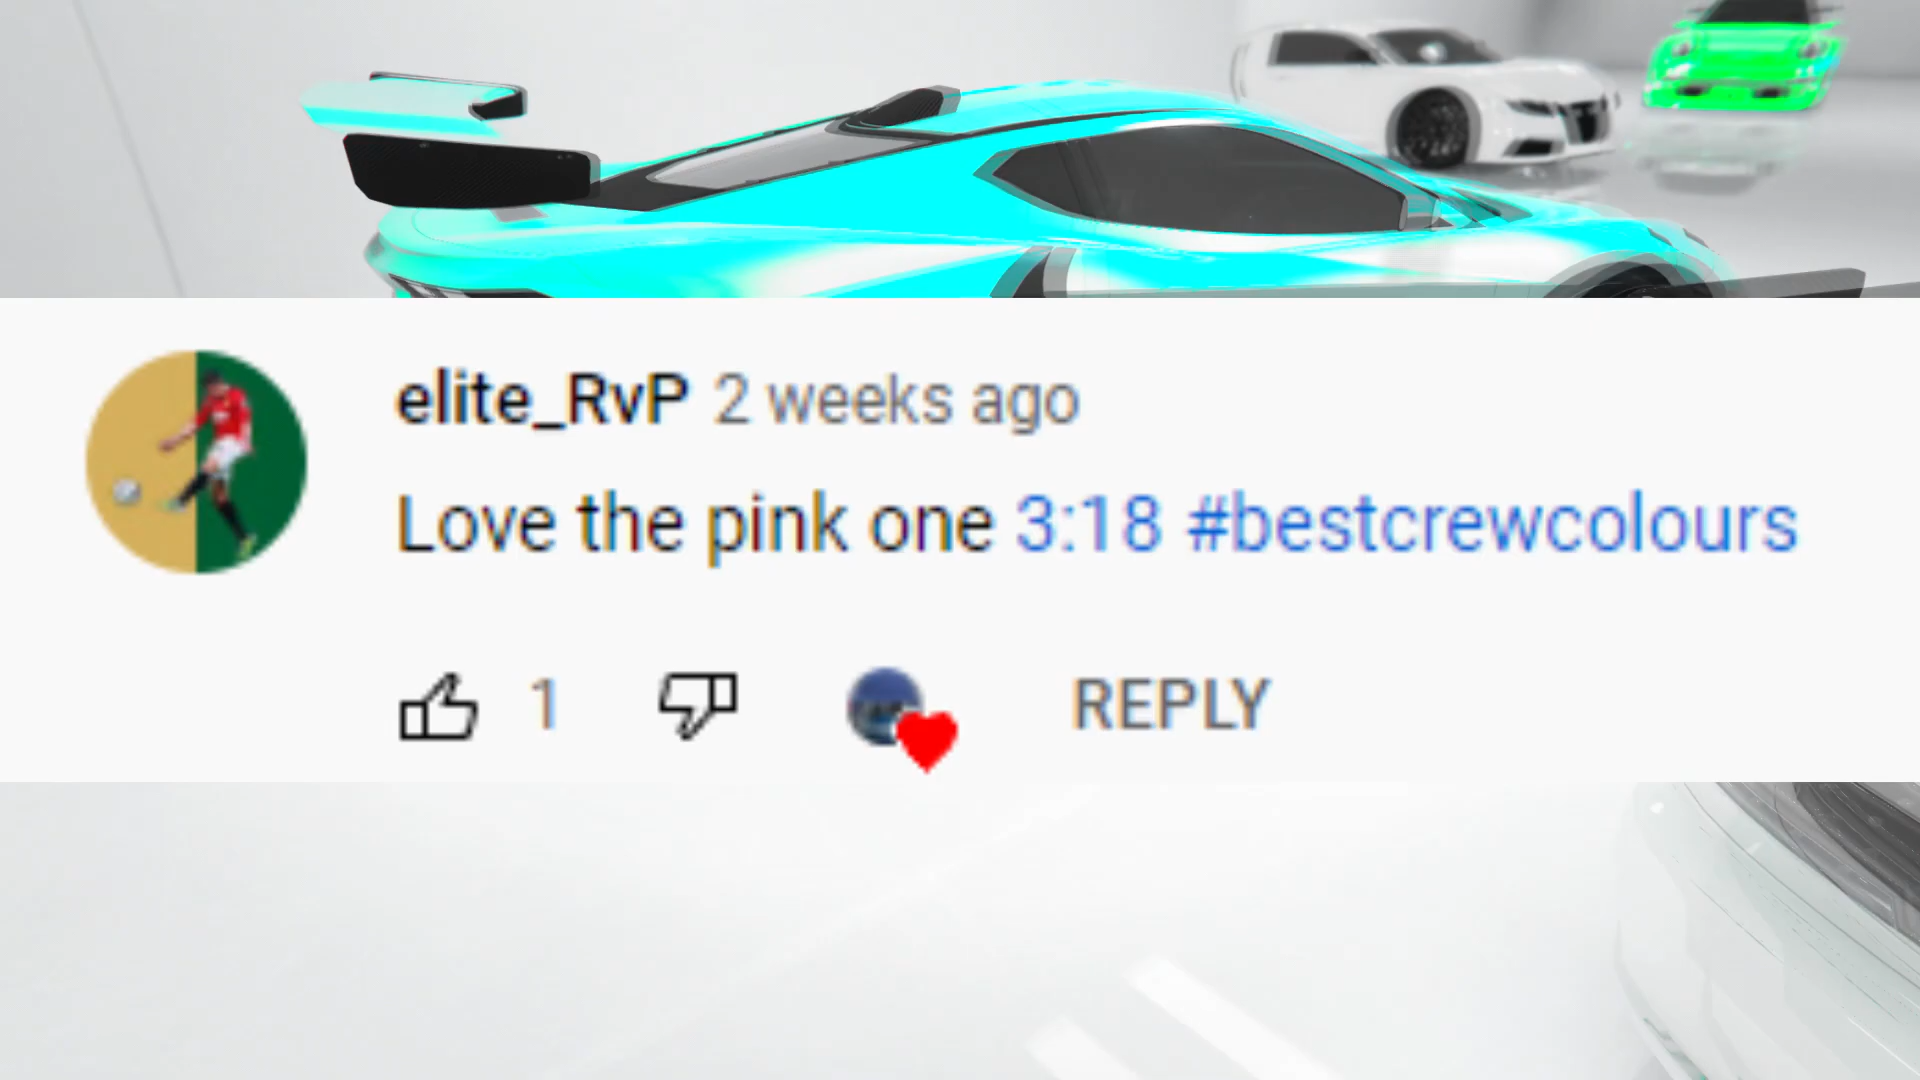 elite_RvP 2 weeks ago
Love the pink one 3:18 #bestcrewcolours
1 REPLY